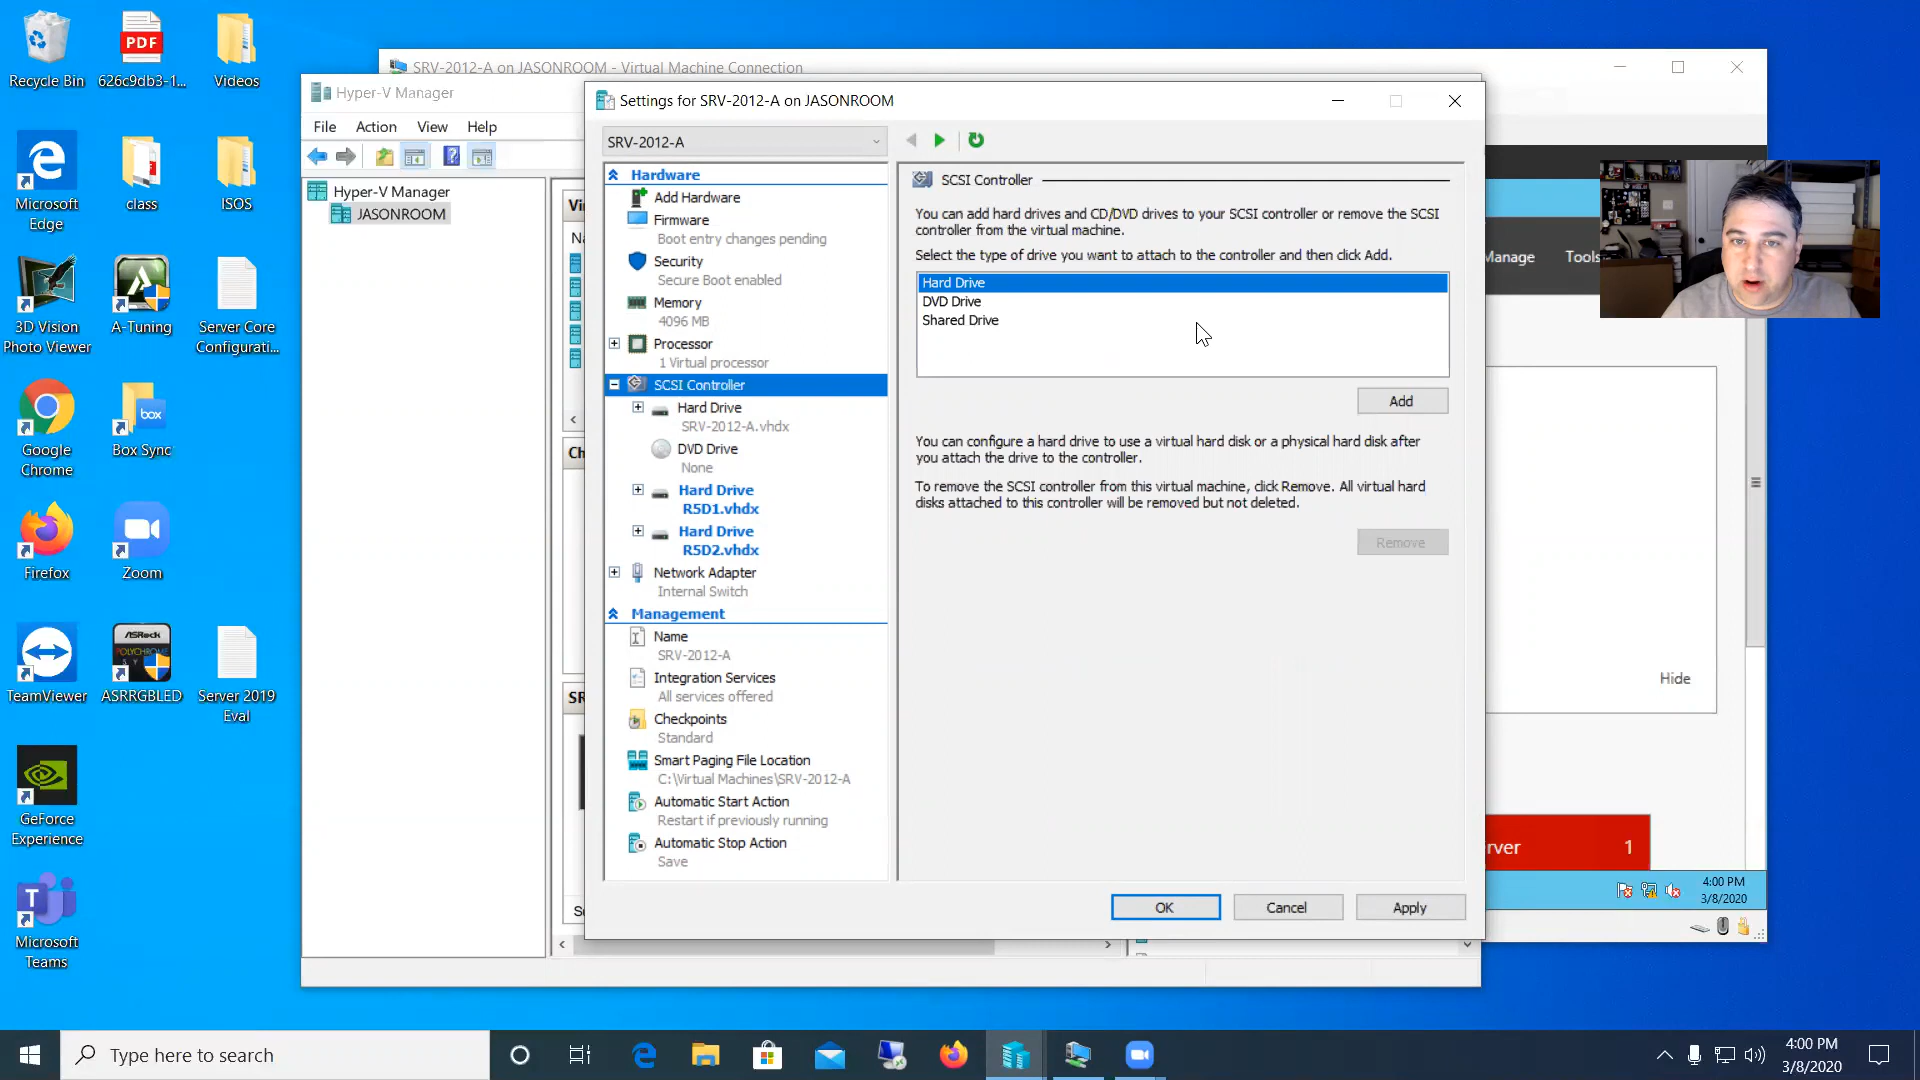 Recycle Bin
626c9db3-1...
Videos
Microsoft
Edge
class
ISOS
3D Vision
Photo Viewer
A-Tuning
Server Core
Configurati...
Google
Chrome
Box Sync
box
Firefox
Zoom
TeamViewer
ASRock
POLYCHROME
ASRRGBLED
Server 2019
Eval
GeForce
Experience
Microsoft
Teams
PDF
SRV-2012-A on JASONROOM - Virtual Machine Connection
Hyper-V Manager
File
Action
View
Help
Hyper-V Manager
JASONROOM
Settings for SRV-2012-A on JASONROOM
SRV-2012-A
Hardware
Add Hardware
Firmware
Boot entry changes pending
Security
Secure Boot enabled
Memory
4096 MB
Processor
1 Virtual processor
SCSI Controller
Hard Drive
SRV-2012-A.vhdx
DVD Drive
None
Hard Drive
R5D1.vhdx
Hard Drive
R5D2.vhdx
Network Adapter
Internal Switch
Management
Name
SRV-2012-A
Integration Services
All services offered
Checkpoints
Standard
Smart Paging File Location
C:\Virtual Machines\SRV-2012-A
Automatic Start Action
Restart if previously running
Automatic Stop Action
Save
SCSI Controller
You can add hard drives and CD/DVD drives to your SCSI controller or remove the SCSI
controller from the virtual machine.
Select the type of drive you want to attach to the controller and then click Add.
Hard Drive
DVD Drive
Shared Drive
Add
You can configure a hard drive to use a virtual hard disk or a physical hard disk after
you attach the drive to the controller.
To remove the SCSI controller from this virtual machine, click Remove. All virtual hard
disks attached to this controller will be removed but not deleted.
Remove
OK
Cancel
Apply
Manage
Tools
Hide
rver
1
4:00 PM
3/8/2020
Type here to search
4:00 PM
3/8/2020